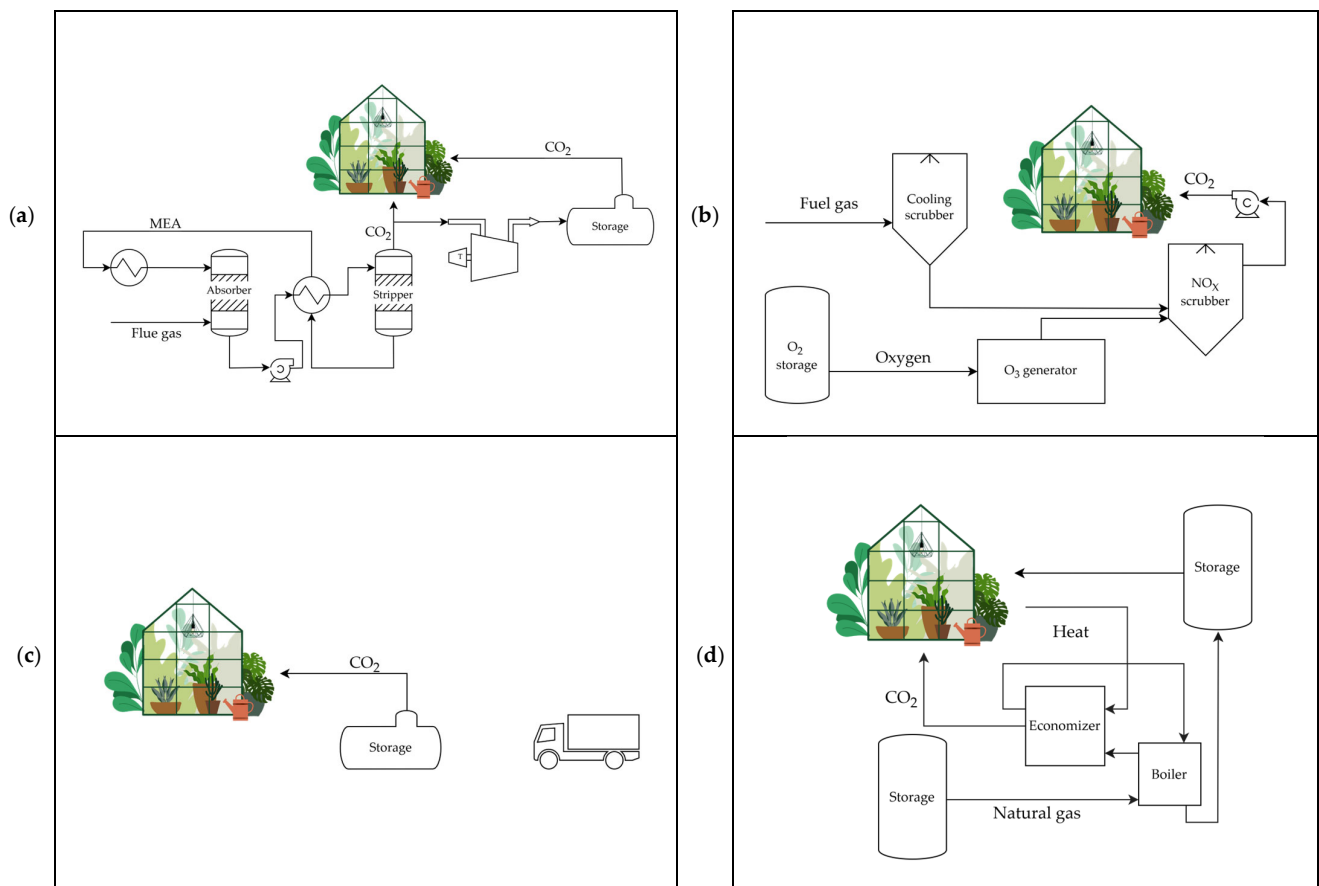 (a)
CO2
MEA
CO2
Storage
T
Absorber
Stripper
Flue gas
C
(b)
Fuel gas
Cooling
scrubber
CO2
C
NOX
scrubber
O2
storage
Oxygen
O3 generator
(c)
CO2
Storage
(d)
Storage
Heat
CO2
Economizer
Boiler
Storage
Natural gas